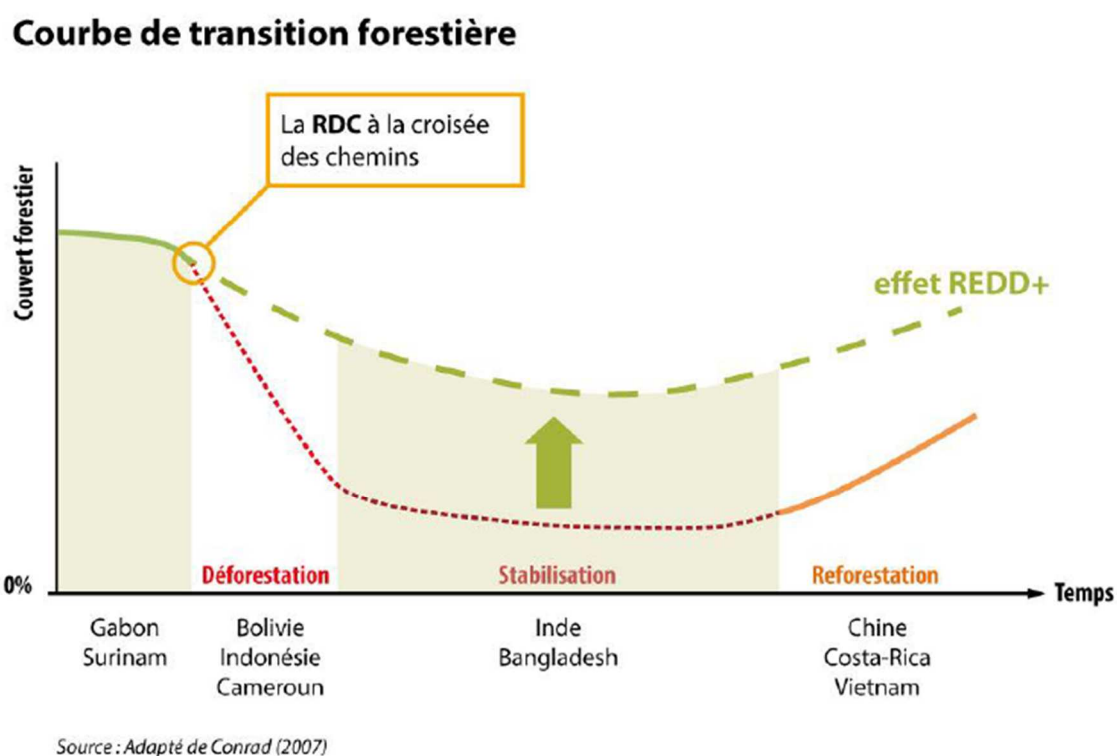 Courbe de transition forestière
La RDC à la croisée
des chemins
Couvert forestier
effet REDD+
0%
Déforestation
Stabilisation
Reforestation
Temps
Gabon
Surinam
Bolivie
Indonésie
Cameroun
Inde
Bangladesh
Chine
Costa-Rica
Vietnam
Source : Adapté de Conrad (2007)